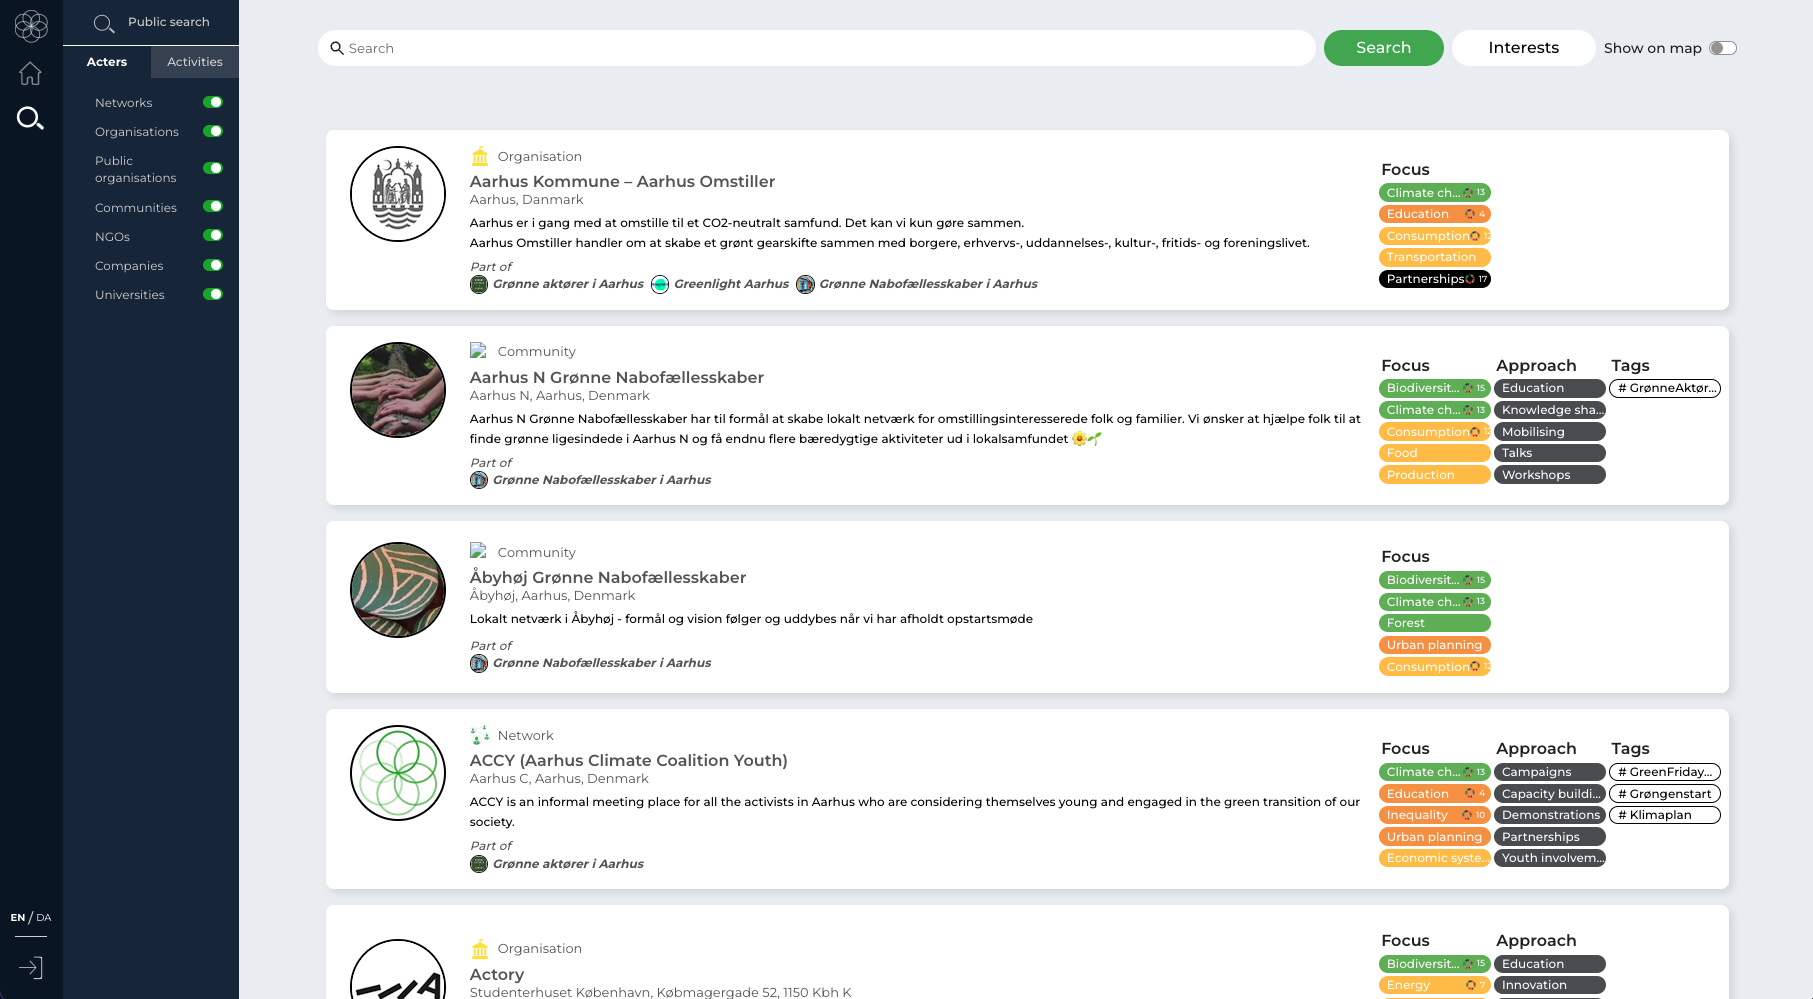 Public search
Acters
Activities
Networks
Organisations
Public
organisations
Communities
NGOs
Companies
Universities
EN / DA
Search
Search
Interests
Show on map
Organisation
Aarhus Kommune – Aarhus Omstiller
Aarhus, Danmark
Aarhus er i gang med at omstille til et CO2-neutralt samfund. Det kan vi kun gøre sammen.
Aarhus Omstiller handler om at skabe et grønt gearskifte sammen med borgere, erhvervs-, uddannelses-, kultur-, fritids- og foreningslivet.
Part of
Grønne aktører i Aarhus Greenlight Aarhus Grønne Nabofællesskaber i Aarhus
Focus
Climate ch... 13
Education 4
Consumption 12
Transportation
Partnerships 17
Community
Aarhus N Grønne Nabofællesskaber
Aarhus N, Aarhus, Denmark
Aarhus N Grønne Nabofællesskaber har til formål at skabe lokalt netværk for omstillingsinteresserede folk og familier. Vi ønsker at hjælpe folk til at
finde grønne ligesindede i Aarhus N og få endnu flere bæredygtige aktiviteter ud i lokalsamfundet 🌼🌱
Part of
Grønne Nabofællesskaber i Aarhus
Focus
Biodiversit... 15
Climate ch... 13
Consumption 12
Food
Production
Approach
Education
Knowledge sha...
Mobilising
Talks
Workshops
Tags
# GrønneAktør...
Community
Åbyhøj Grønne Nabofællesskaber
Åbyhøj, Aarhus, Denmark
Lokalt netværk i Åbyhøj - formål og vision følger og uddybes når vi har afholdt opstartsmøde
Part of
Grønne Nabofællesskaber i Aarhus
Focus
Biodiversit... 15
Climate ch... 13
Forest
Urban planning
Consumption 12
Network
ACCY (Aarhus Climate Coalition Youth)
Aarhus C, Aarhus, Denmark
ACCY is an informal meeting place for all the activists in Aarhus who are considering themselves young and engaged in the green transition of our
society.
Part of
Grønne aktører i Aarhus
Focus
Climate ch... 13
Education 4
Inequality 10
Urban planning
Economic syste...
Approach
Campaigns
Capacity buildi...
Demonstrations
Partnerships
Youth involvem...
Tags
# GreenFriday...
# Grøngenstart
# Klimaplan
Organisation
Actory
Studenterhuset København, Købmagergade 52, 1150 Kbh K
Focus
Biodiversit... 15
Energy 7
Approach
Education
Innovation